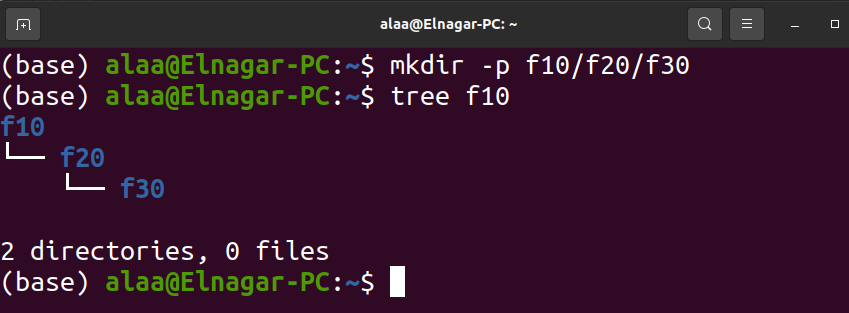 alaa@Elnagar-PC: ~
(base) alaa@Elnagar-PC:~$ mkdir -p f10/f20/f30
(base) alaa@Elnagar-PC:~$ tree f10
f10
└── f20
    └── f30
2 directories, 0 files
(base) alaa@Elnagar-PC:~$